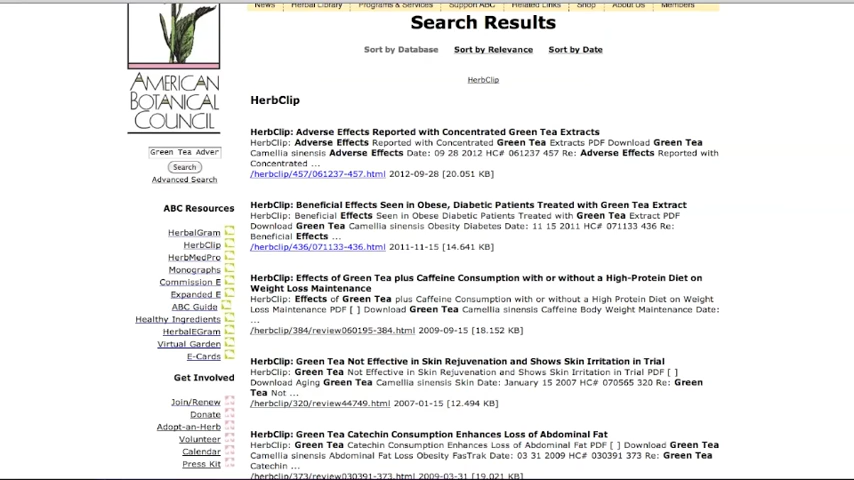 News Herbal Library Programs & Services Support ABC Related Links Shop About Us Members
Search Results
Sort by Database Sort by Relevance Sort by Date
HerbClip
AMERICAN
BOTANICAL
COUNCIL
Green Tea Adver
Search
Advanced Search
ABC Resources
HerbalGram
HerbClip
HerbMedPro
Monographs
Commission E
Expanded E
ABC Guide
Healthy Ingredients
HerbalEGram
Virtual Garden
E-Cards
Get Involved
Join/Renew
Donate
Adopt-an-Herb
Volunteer
Calendar
Press Kit
HerbClip
HerbClip: Adverse Effects Reported with Concentrated Green Tea Extracts
HerbClip: Adverse Effects Reported with Concentrated Green Tea Extracts PDF Download Green Tea
Camellia sinensis Adverse Effects Date: 09 28 2012 HC# 061237 457 Re: Adverse Effects Reported with
Concentrated ...
/herbclip/457/061237-457.html 2012-09-28 [20.051 KB]
HerbClip: Beneficial Effects Seen in Obese, Diabetic Patients Treated with Green Tea Extract
HerbClip: Beneficial Effects Seen in Obese Diabetic Patients Treated with Green Tea Extract PDF
Download Green Tea Camellia sinensis Obesity Diabetes Date: 11 15 2011 HC# 071133 436 Re:
Beneficial Effects ...
/herbclip/436/071133-436.html 2011-11-15 [14.641 KB]
HerbClip: Effects of Green Tea plus Caffeine Consumption with or without a High-Protein Diet on
Weight Loss Maintenance
HerbClip: Effects of Green Tea plus Caffeine Consumption with or without a High Protein Diet on Weight
Loss Maintenance PDF [ ] Download Green Tea Camellia sinensis Caffeine Body Weight Maintenance Date:
...
/herbclip/384/review060195-384.html 2009-09-15 [18.152 KB]
HerbClip: Green Tea Not Effective in Skin Rejuvenation and Shows Skin Irritation in Trial
HerbClip: Green Tea Not Effective in Skin Rejuvenation and Shows Skin Irritation in Trial PDF [ ]
Download Aging Green Tea Camellia sinensis Skin Date: January 15 2007 HC# 070565 320 Re: Green
Tea Not ...
/herbclip/320/review44749.html 2007-01-15 [12.494 KB]
HerbClip: Green Tea Catechin Consumption Enhances Loss of Abdominal Fat
HerbClip: Green Tea Catechin Consumption Enhances Loss of Abdominal Fat PDF [ ] Download Green Tea
Camellia sinensis Abdominal Fat Loss Obesity FasTrak Date: 03 31 2009 HC# 030391 373 Re: Green Tea
Catechin ...
/herbclip/373/review030391-373.html 2009-03-31 [19.021 KB]